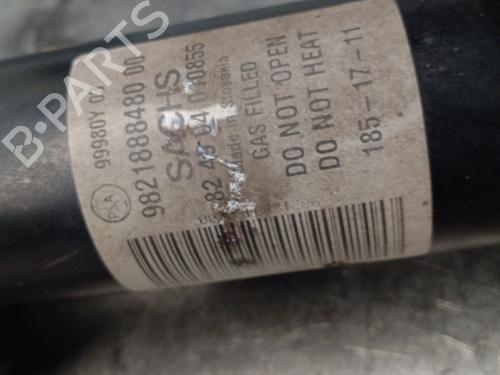 B-PARTS
99980Y
PSA
9821888480 00
SACHS
Made in Slovakia
GAS FILLED
DO NOT OPEN
DO NOT HEAT
185-17-11